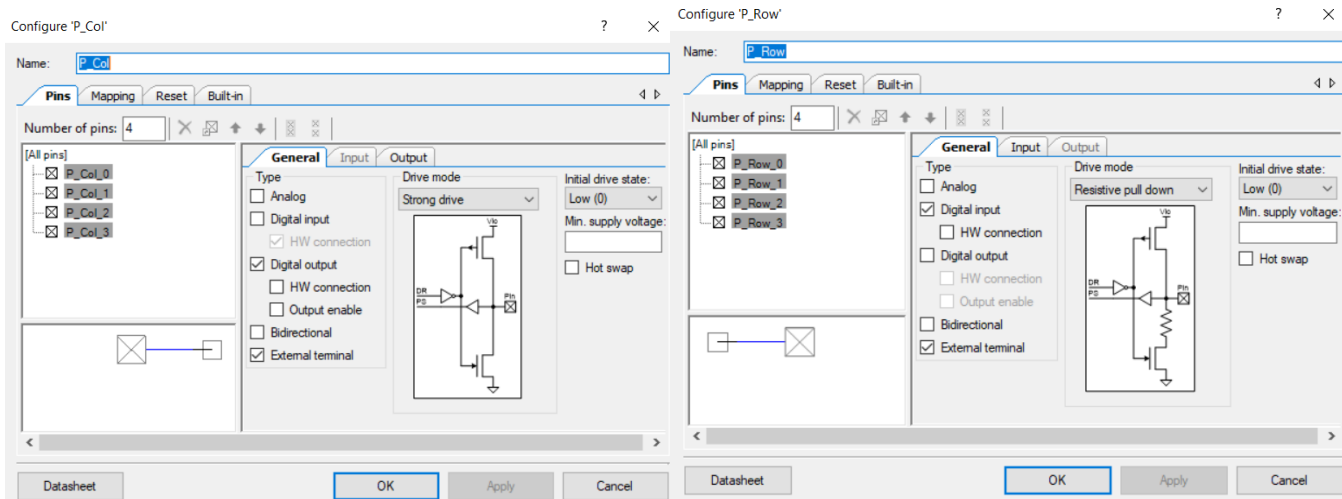 Configure 'P_Col'
?
Name:
P_Col
Pins
Mapping
Reset
Built-in
Number of pins:
4
[All pins]
P_Col_0
P_Col_1
P_Col_2
P_Col_3
General
Input
Output
Type
Analog
Digital input
HW connection
Digital output
HW connection
Output enable
Bidirectional
External terminal
Drive mode
Strong drive
Vio
DR
PS
Pin
Initial drive state:
Low (0)
Min. supply voltage:
Hot swap
Datasheet
OK
Apply
Cancel
Configure 'P_Row'
?
Name:
P_Row
Pins
Mapping
Reset
Built-in
Number of pins:
4
[All pins]
P_Row_0
P_Row_1
P_Row_2
P_Row_3
General
Input
Output
Type
Analog
Digital input
HW connection
Digital output
HW connection
Output enable
Bidirectional
External terminal
Drive mode
Resistive pull down
Vio
DR
PS
Pin
Initial drive state:
Low (0)
Min. supply voltage:
Hot swap
Datasheet
OK
Apply
Cancel